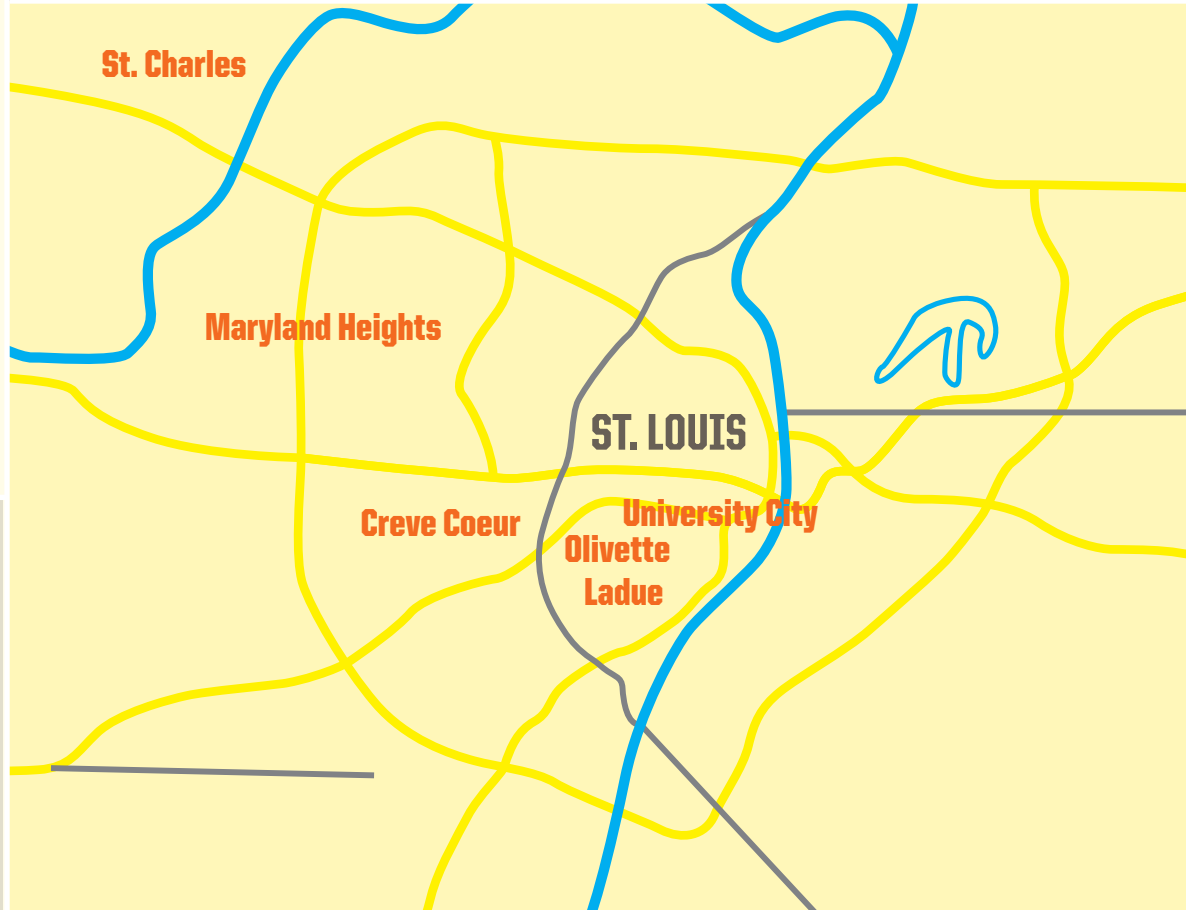 St. Charles
Maryland Heights
ST. LOUIS
University City
Creve Coeur
Olivette
Ladue